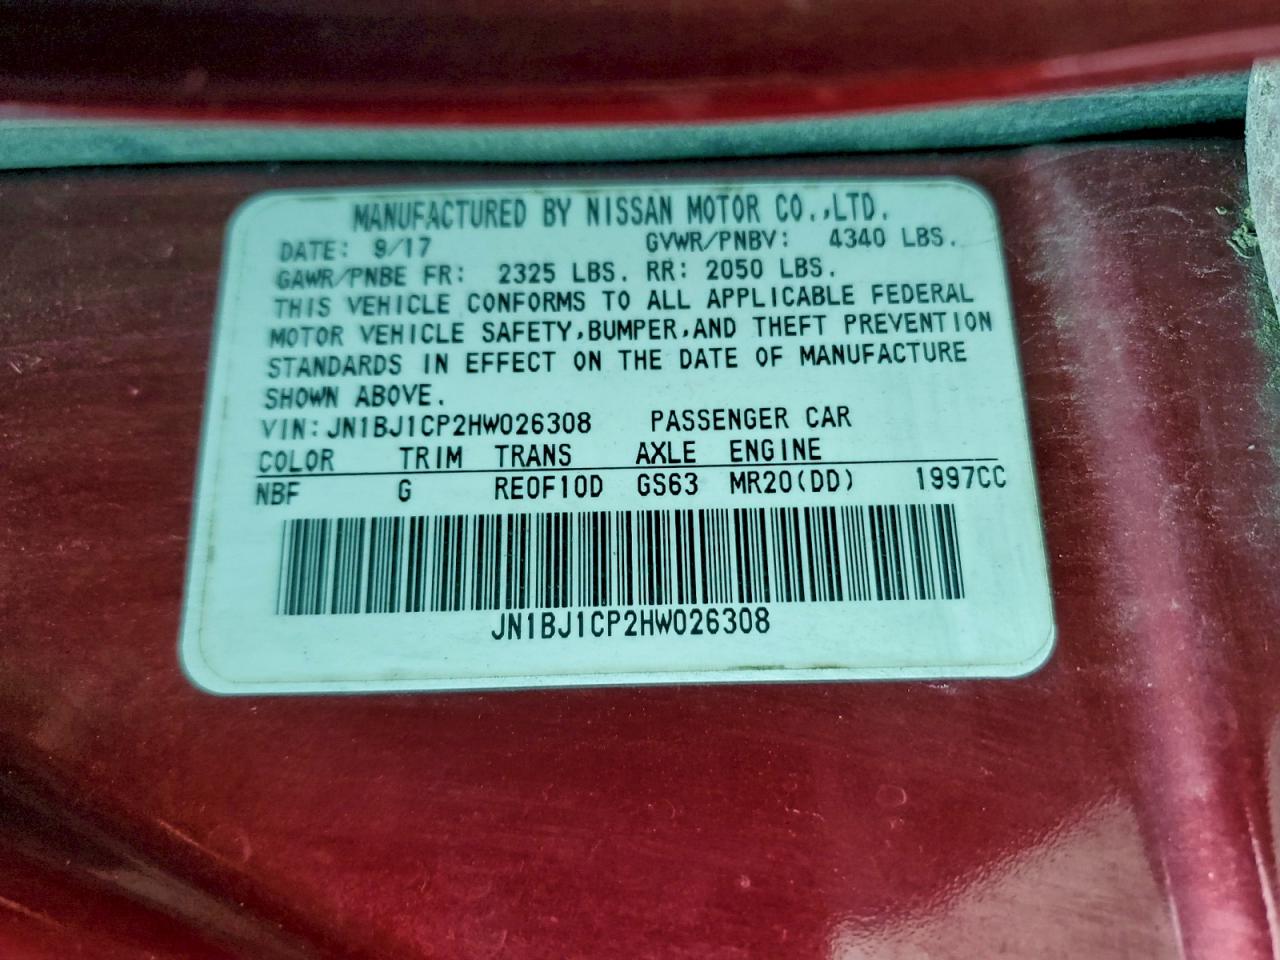 MANUFACTURED BY NISSAN MOTOR CO.,LTD.
DATE: 9/17 GVWR/PNBV: 4340 LBS.
GAWR/PNBE FR: 2325 LBS. RR: 2050 LBS.
THIS VEHICLE CONFORMS TO ALL APPLICABLE FEDERAL
MOTOR VEHICLE SAFETY,BUMPER,AND THEFT PREVENTION
STANDARDS IN EFFECT ON THE DATE OF MANUFACTURE
SHOWN ABOVE.
VIN: JN1BJ1CP2HW026308 PASSENGER CAR
COLOR TRIM TRANS AXLE ENGINE
NBF G RE0F10D GS63 MR20(DD) 1997CC
JN1BJ1CP2HW026308